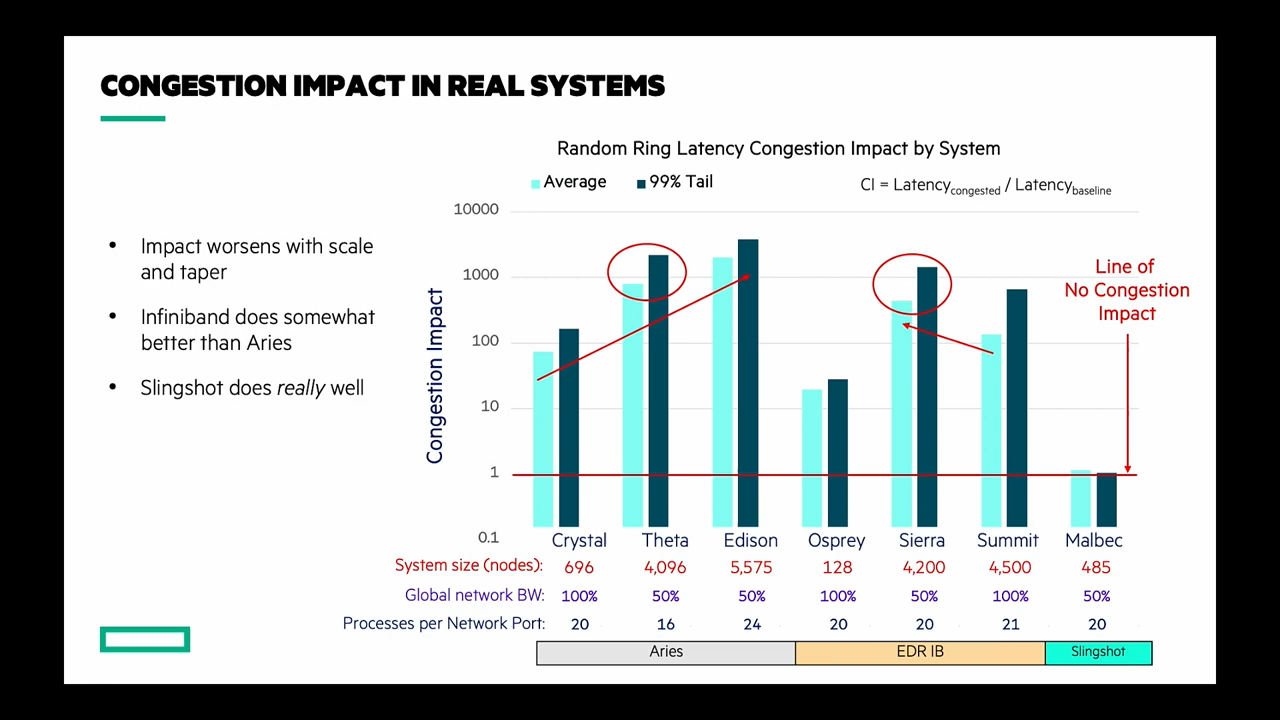 CONGESTION IMPACT IN REAL SYSTEMS
• Impact worsens with scale
and taper
• Infiniband does somewhat
better than Aries
• Slingshot does really well
Random Ring Latency Congestion Impact by System
Average 99% Tail
CI = Latencycongested / Latencybaseline
Congestion Impact
10000
1000
100
10
1
0.1
Line of
No Congestion
Impact
Crystal Theta Edison Osprey Sierra Summit Malbec
System size (nodes): 696 4,096 5,575 128 4,200 4,500 485
Global network BW: 100% 50% 50% 100% 50% 100% 50%
Processes per Network Port: 20 16 24 20 20 21 20
Aries EDR IB Slingshot